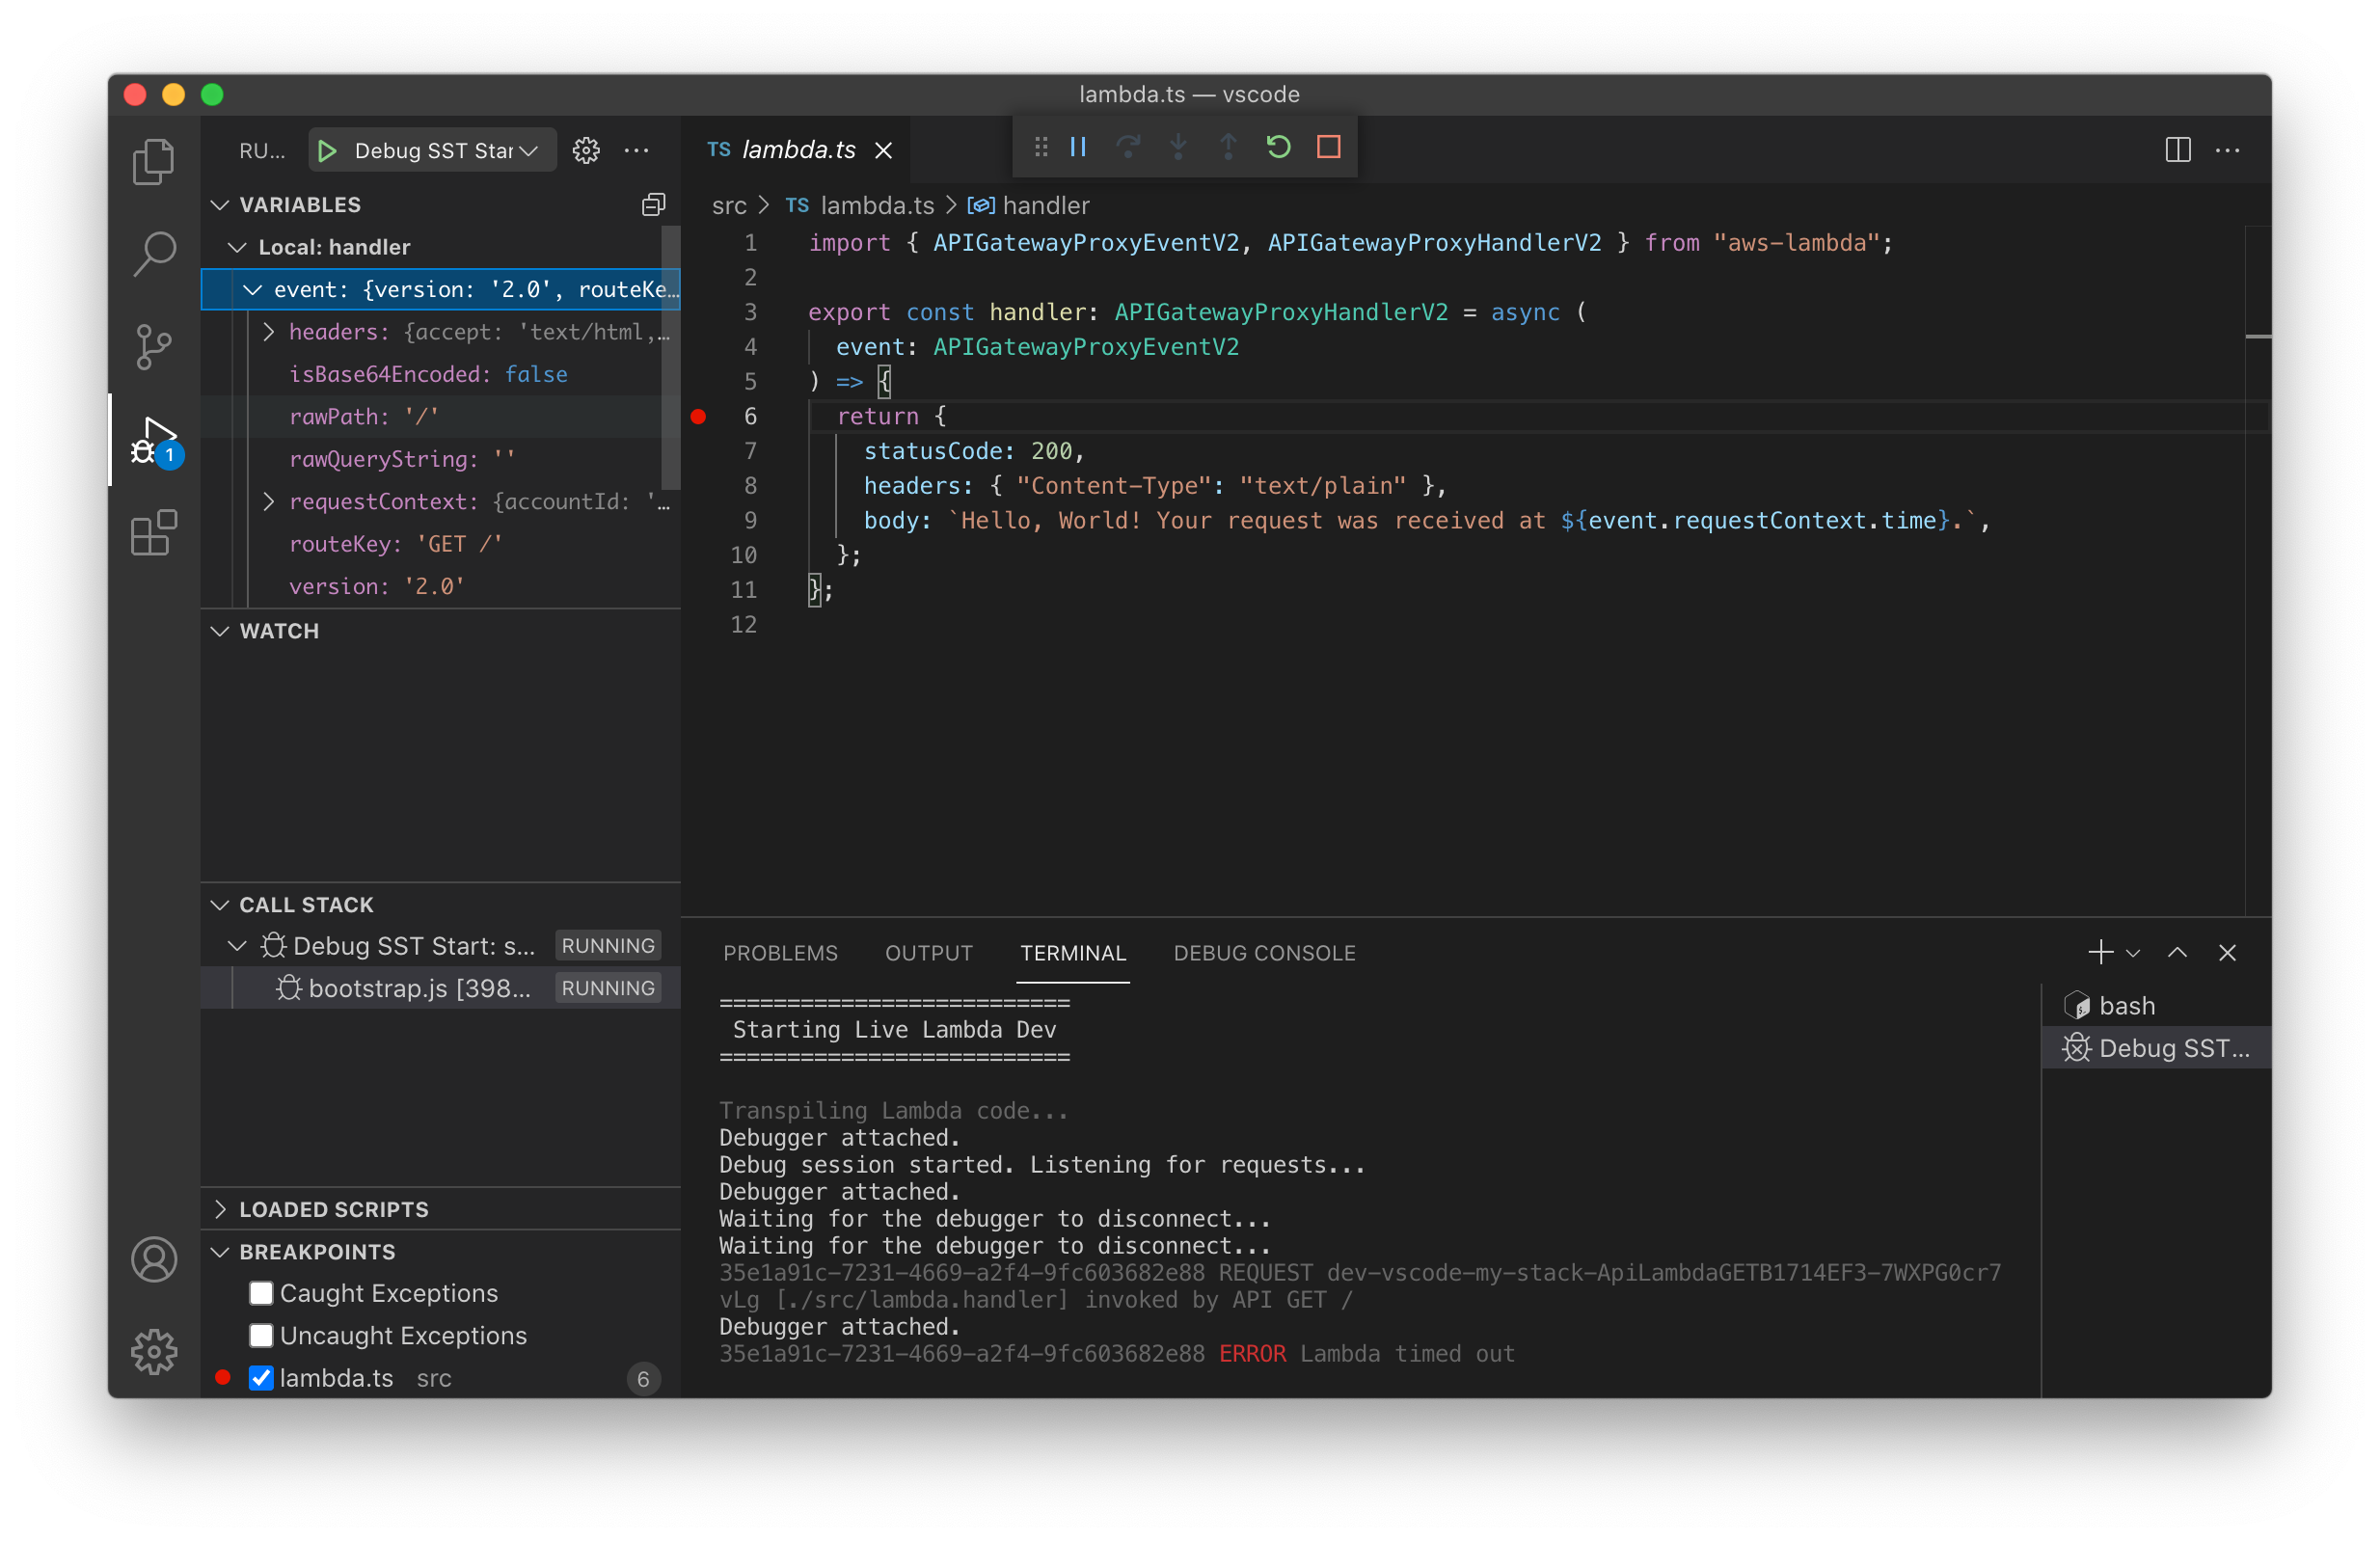 lambda.ts — vscode
RU...
Debug SST Star
VARIABLES
Local: handler
event: {version: '2.0', routeKe…
headers: {accept: 'text/html,…
isBase64Encoded: false
rawPath: '/'
rawQueryString: ''
requestContext: {accountId: '…
routeKey: 'GET /'
version: '2.0'
WATCH
CALL STACK
Debug SST Start: s... RUNNING
bootstrap.js [398... RUNNING
LOADED SCRIPTS
BREAKPOINTS
Caught Exceptions
Uncaught Exceptions
lambda.ts src 6
1
TS lambda.ts
src > TS lambda.ts > handler
1 import { APIGatewayProxyEventV2, APIGatewayProxyHandlerV2 } from "aws-lambda";
2
3 export const handler: APIGatewayProxyHandlerV2 = async (
4 event: APIGatewayProxyEventV2
5 ) => {
6 return {
7 statusCode: 200,
8 headers: { "Content-Type": "text/plain" },
9 body: `Hello, World! Your request was received at ${event.requestContext.time}.`,
10 };
11 };
12
PROBLEMS OUTPUT TERMINAL DEBUG CONSOLE
==========================
Starting Live Lambda Dev
==========================
Transpiling Lambda code...
Debugger attached.
Debug session started. Listening for requests...
Debugger attached.
Waiting for the debugger to disconnect...
Waiting for the debugger to disconnect...
35e1a91c-7231-4669-a2f4-9fc603682e88 REQUEST dev-vscode-my-stack-ApiLambdaGETB1714EF3-7WXPG0cr7
vLg [./src/lambda.handler] invoked by API GET /
Debugger attached.
35e1a91c-7231-4669-a2f4-9fc603682e88 ERROR Lambda timed out
bash
Debug SST...